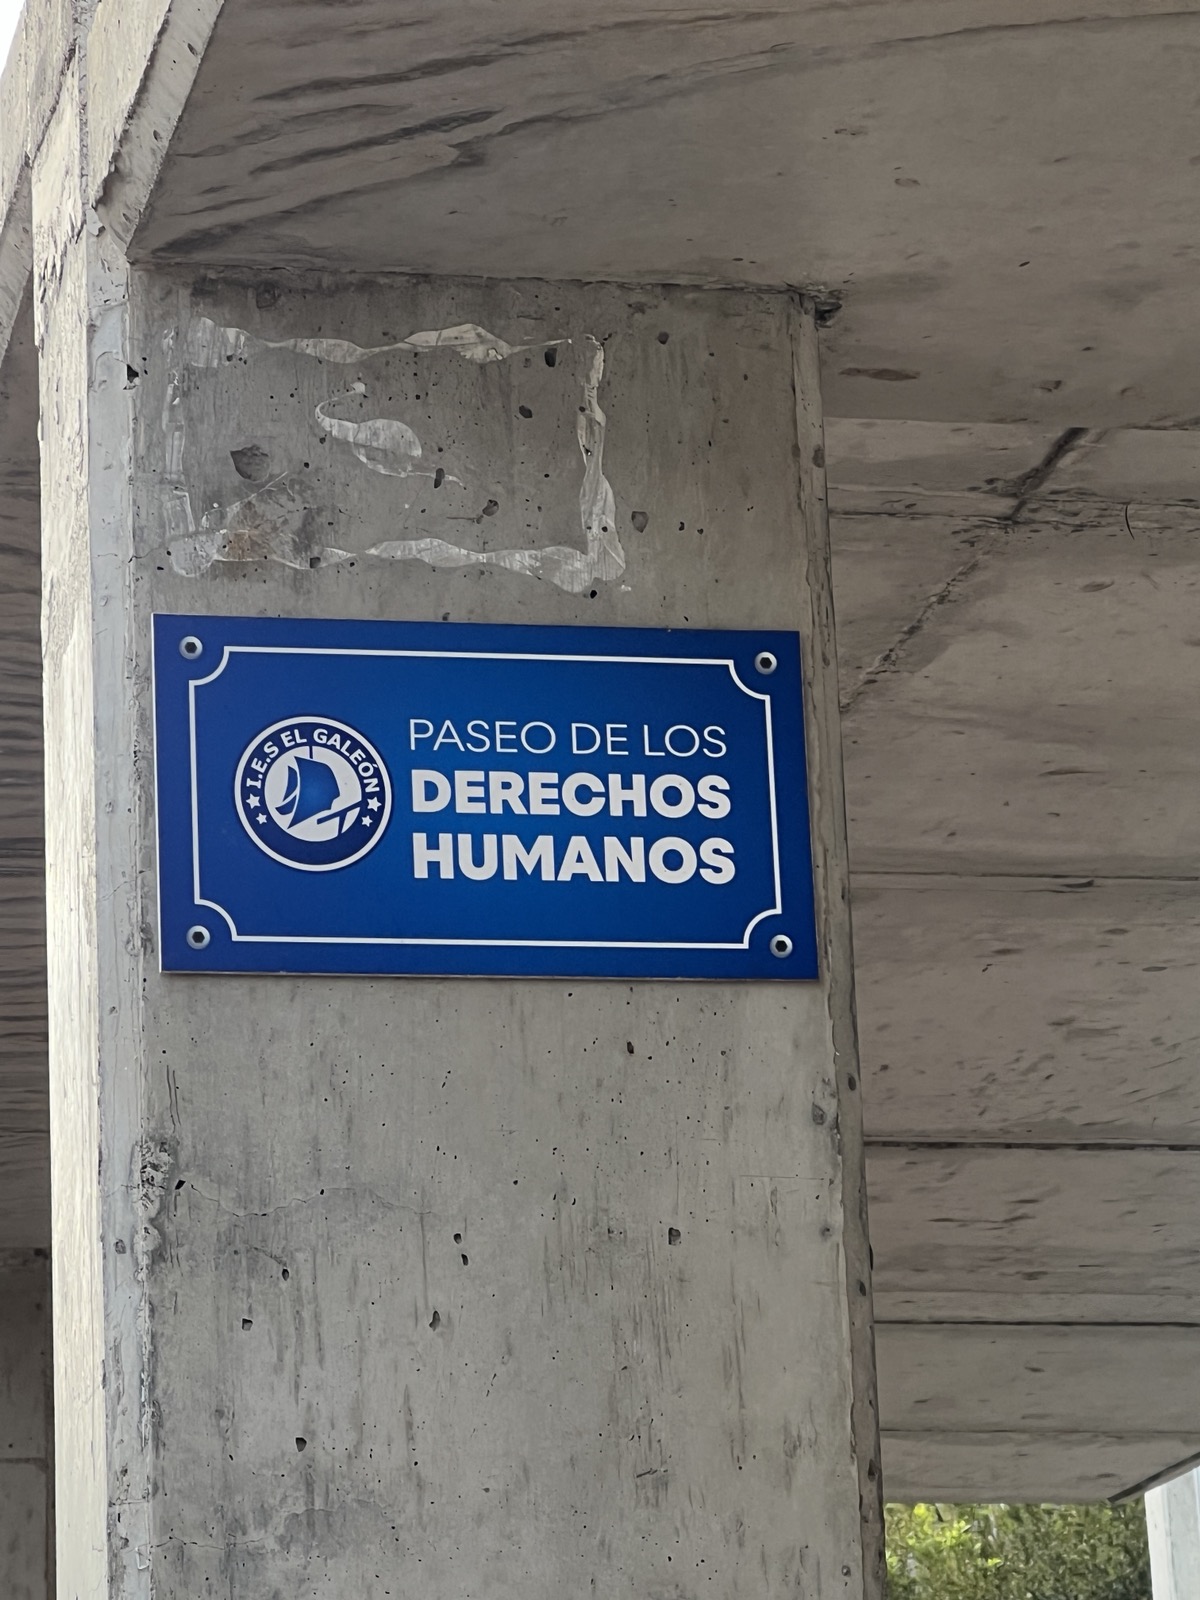 I.E.S EL GALEÓN
PASEO DE LOS
DERECHOS
HUMANOS